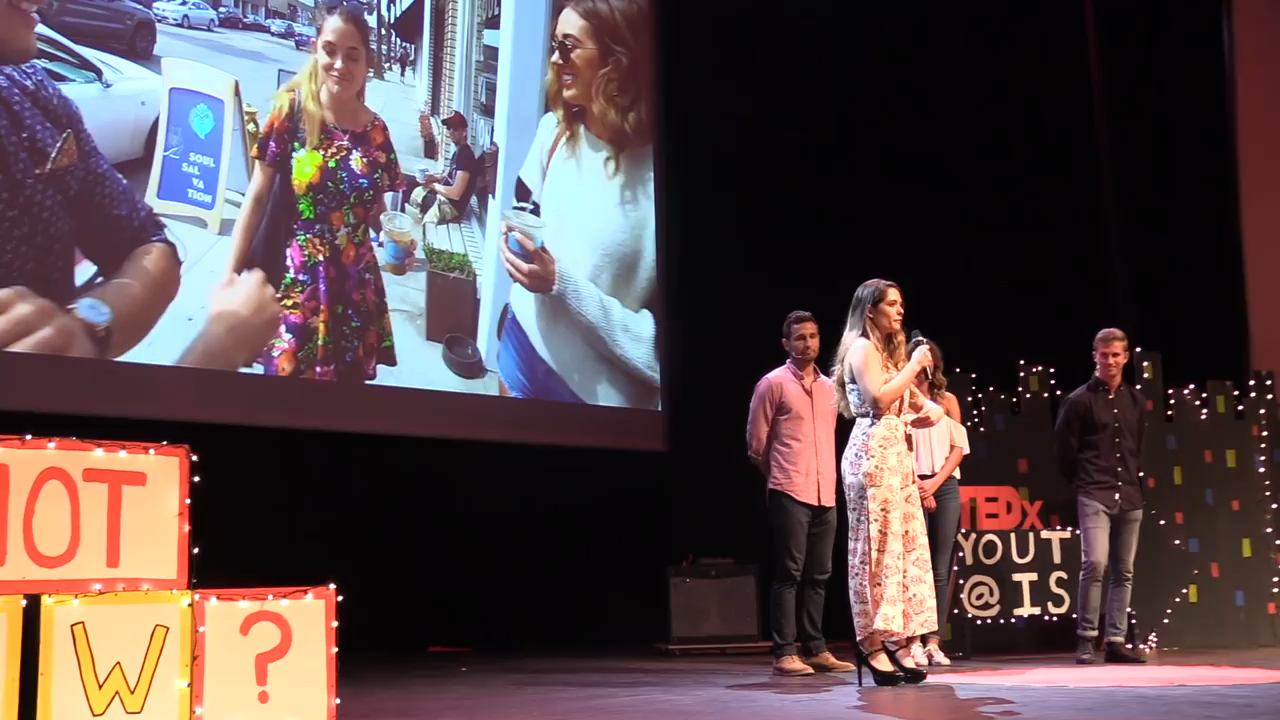 SOUL
SAL
VA
TION
NOT
W ?
TEDx
YOUT
@ IS